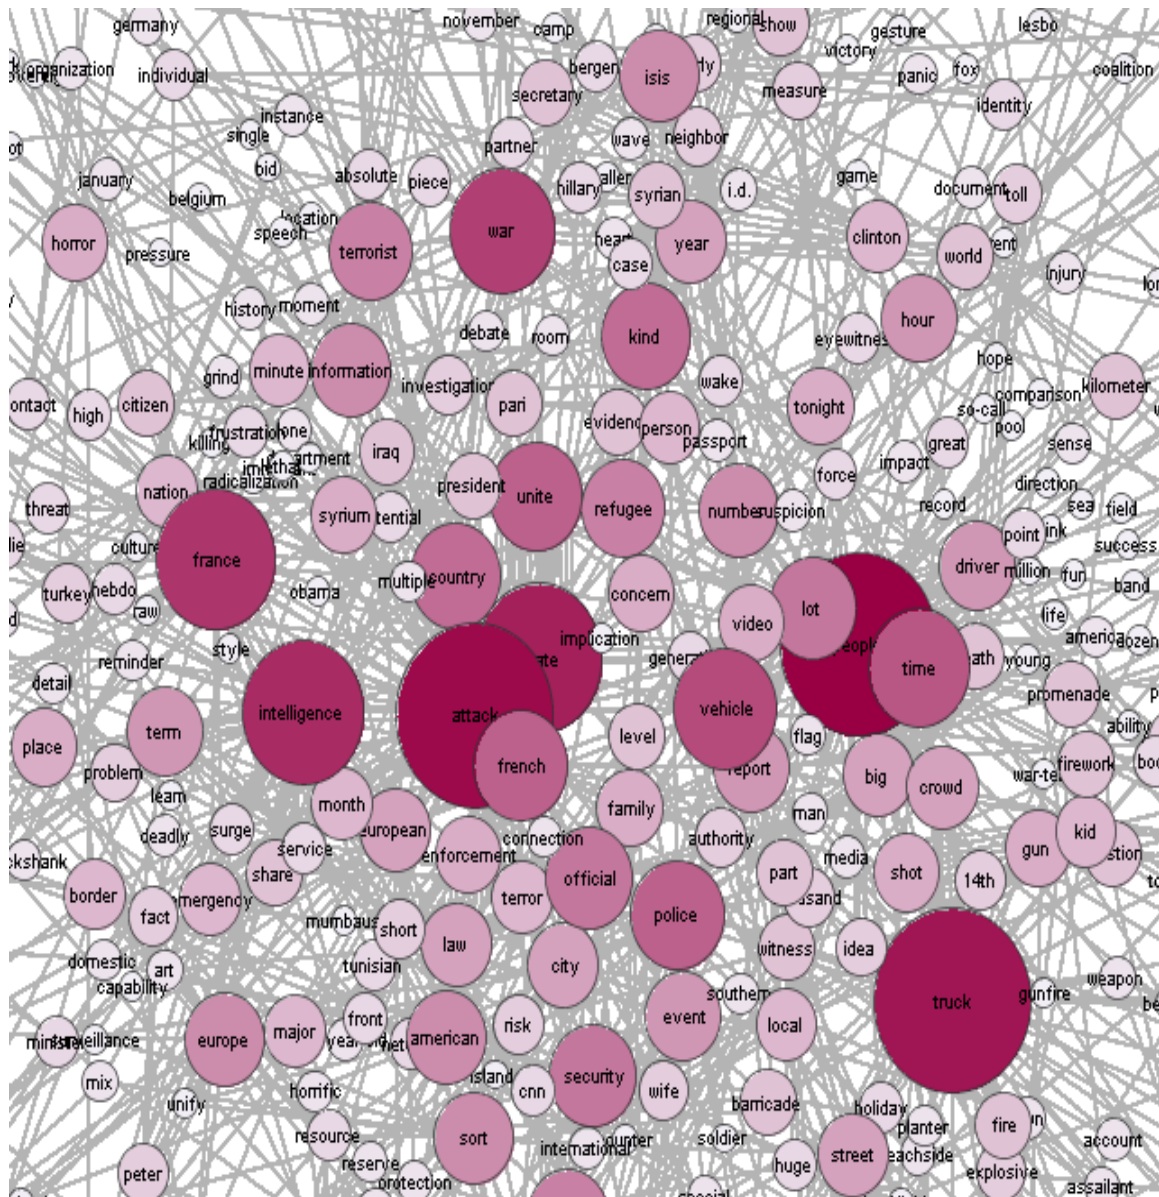 germany
november
camp
regional
show
gesture
lesbo
victory
organization
individual
bergen
isis
secretary
measure
panic
fox
coalition
identity
instance
single
partner
wave
neighbor
january
bid
absolute
piece
hillary
syrian
i.d.
game
document
toll
belgium
location
speech
horror
pressure
terrorist
war
heart
year
case
clinton
world
injury
history
moment
debate
room
kind
hour
eyewitnes
hope
grind
minute
information
investigation
pari
wake
tonight
comparison
kilometer
high
citizen
so-call
pool
frustration
killing
iraq
person
passport
great
sense
impact
force
radicalization
nation
president
unite
refugee
number
suspicion
record
direction
sea
field
threat
syrium
point
ink
success
culture
france
country
multiple
obama
concern
driver
million
fun
band
turkey
hebdo
raw
lot
video
life
america
implication
style
reminder
time
young
detail
intelligence
attack
vehicle
promenade
ability
place
term
french
level
flag
problem
report
big
crowd
firework
learn
month
family
man
deadly
surge
european
connection
authority
kid
service
enforcement
media
gun
share
official
part
shot
14th
border
emergency
terror
police
fact
mumbaus
short
law
witness
idea
domestic
art
tunisian
city
capability
southern
gunfire
weapon
truck
front
risk
event
local
europe
major
american
security
mix
island
cnn
wife
horrific
unify
barricade
holiday
resource
sort
international
soldier
planter
fire
account
peter
reserve
huge
street
explosive
protection
assailant